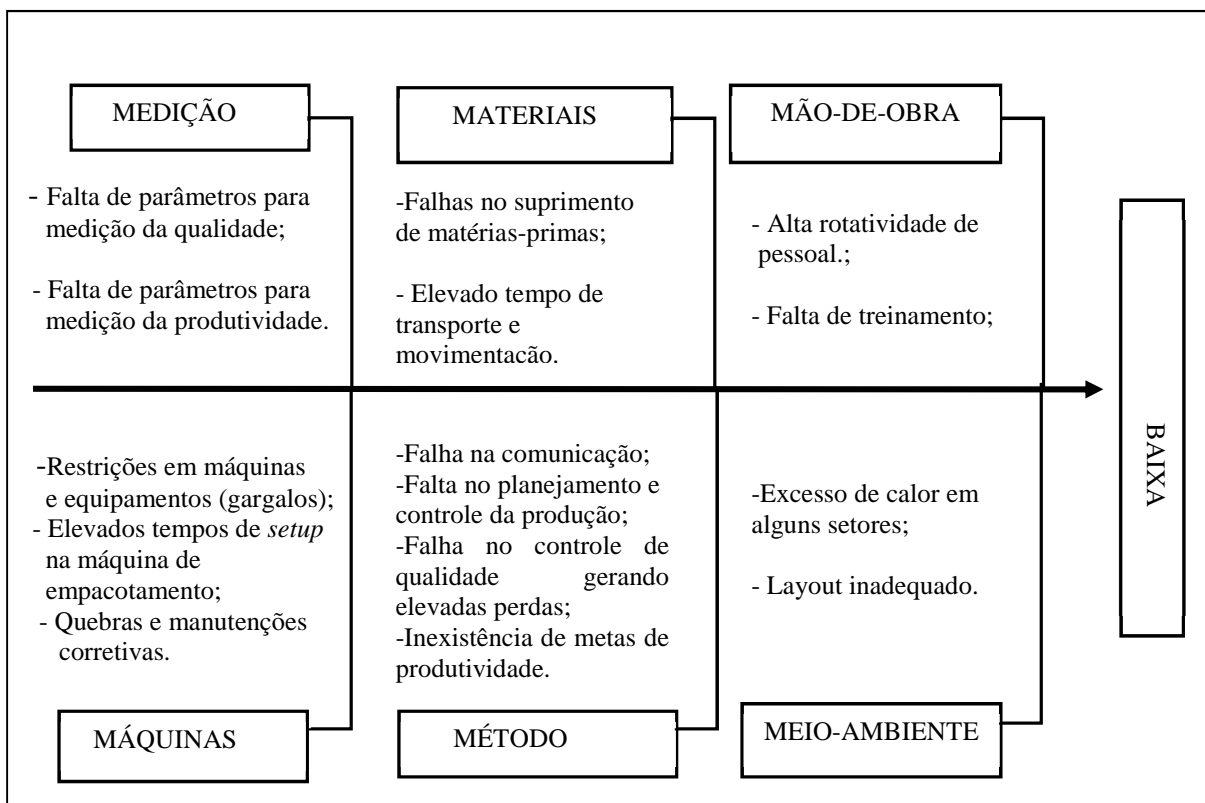 MEDIÇÃO
- Falta de parâmetros para
medição da qualidade;
- Falta de parâmetros para
medição da produtividade.
MATERIAIS
-Falhas no suprimento
de matérias-primas;
- Elevado tempo de
transporte e
movimentacão.
MÃO-DE-OBRA
- Alta rotatividade de
pessoal.;
- Falta de treinamento;
BAIXA
-Restrições em máquinas
e equipamentos (gargalos);
- Elevados tempos de setup
na máquina de
empacotamento;
- Quebras e manutenções
corretivas.
MÁQUINAS
-Falha na comunicação;
-Falta no planejamento e
controle da produção;
-Falha no controle de
qualidade gerando
elevadas perdas;
-Inexistência de metas de
produtividade.
MÉTODO
-Excesso de calor em
alguns setores;
- Layout inadequado.
MEIO-AMBIENTE